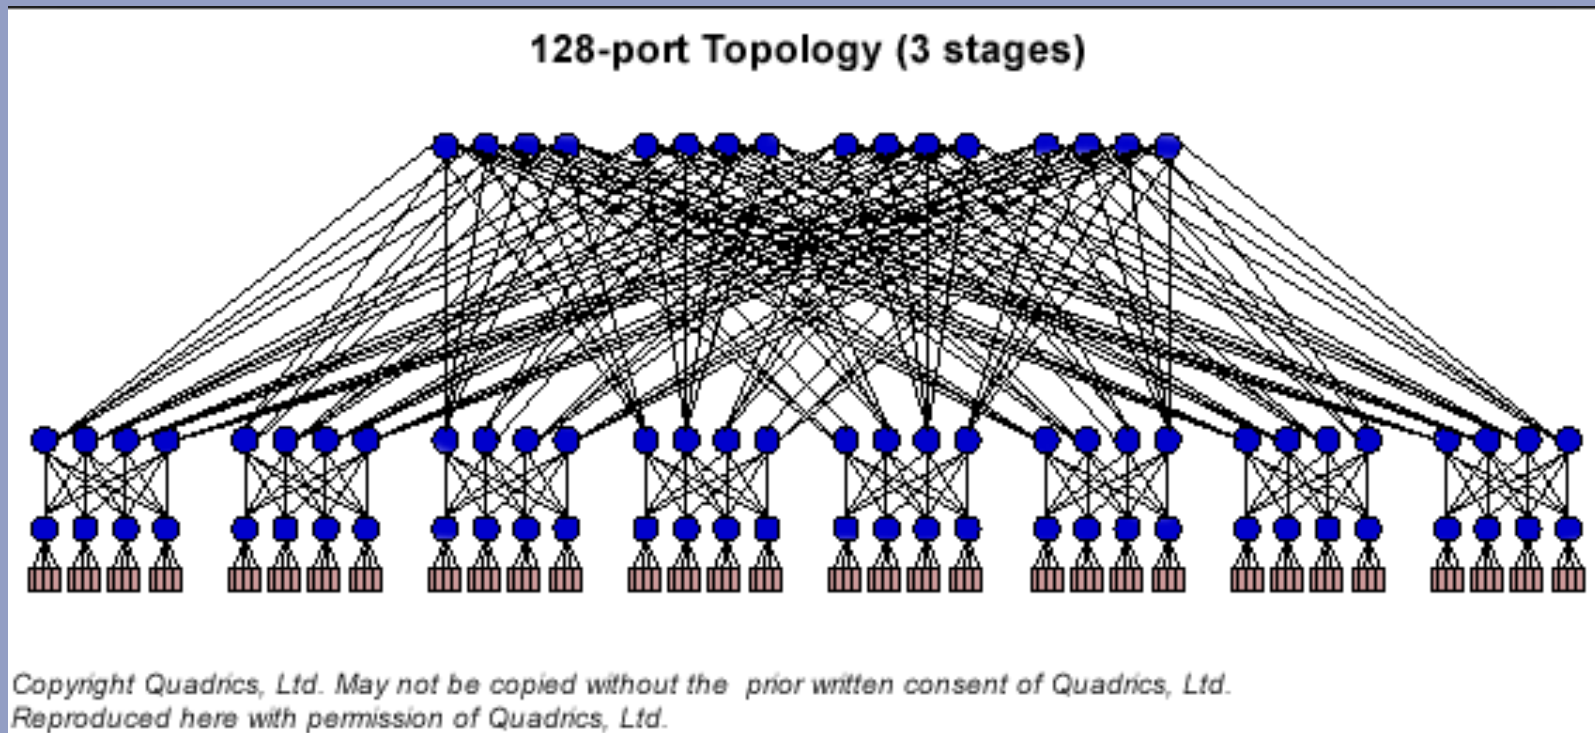 128-port Topology (3 stages)
Copyright Quadrics, Ltd. May not be copied without the prior written consent of Quadrics, Ltd.
Reproduced here with permission of Quadrics, Ltd.